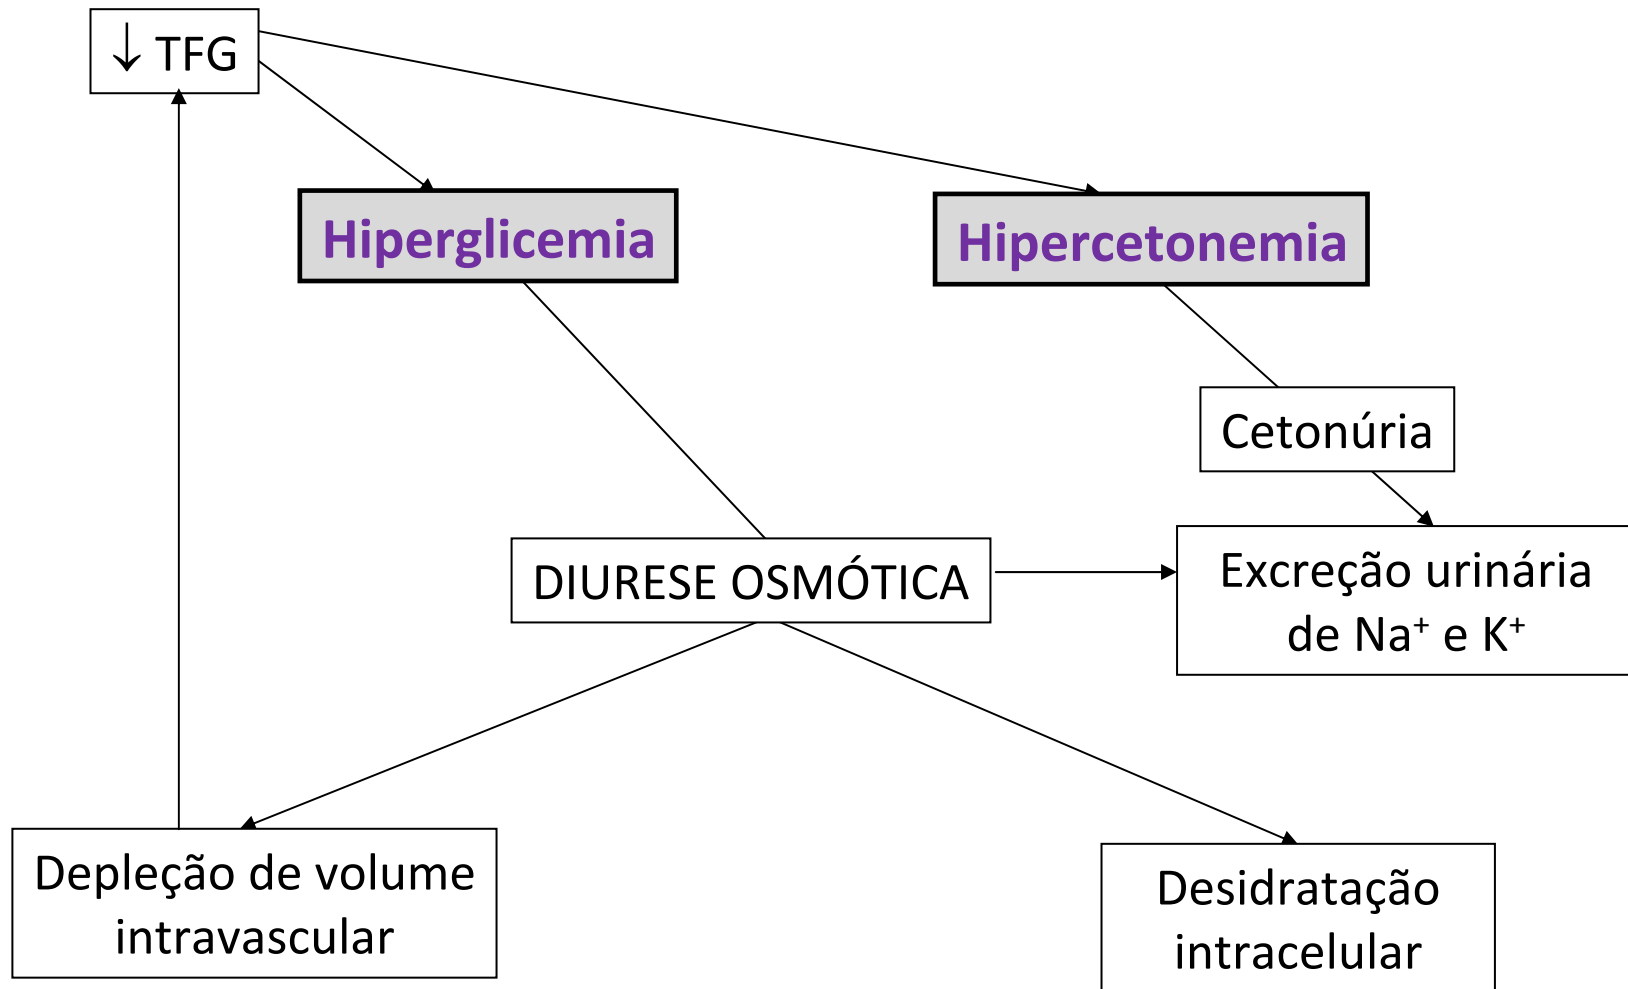 ↓ TFG
Hiperglicemia
Hipercetonemia
Cetonúria
DIURESE OSMÓTICA
Excreção urinária
de Na⁺ e K⁺
Depleção de volume
intravascular
Desidratação
intracelular